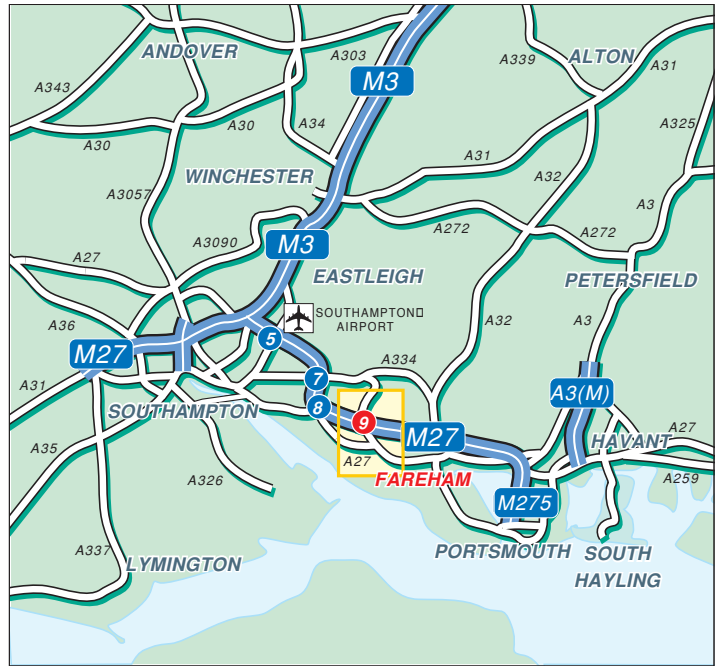 ANDOVER
A303
M3
A339
ALTON
A31
A343
A30
A30
A34
A325
WINCHESTER
A31
A32
A3057
A3
A3090
M3
A272
A272
A27
EASTLEIGH
PETERSFIELD
A36
SOUTHAMPTON
AIRPORT
A32
A3
M27
5
A334
A31
7
A3(M)
SOUTHAMPTON
8
9
M27
HAVANT
A27
A35
A27
A326
FAREHAM
A259
M275
A337
LYMINGTON
PORTSMOUTH
SOUTH
HAYLING